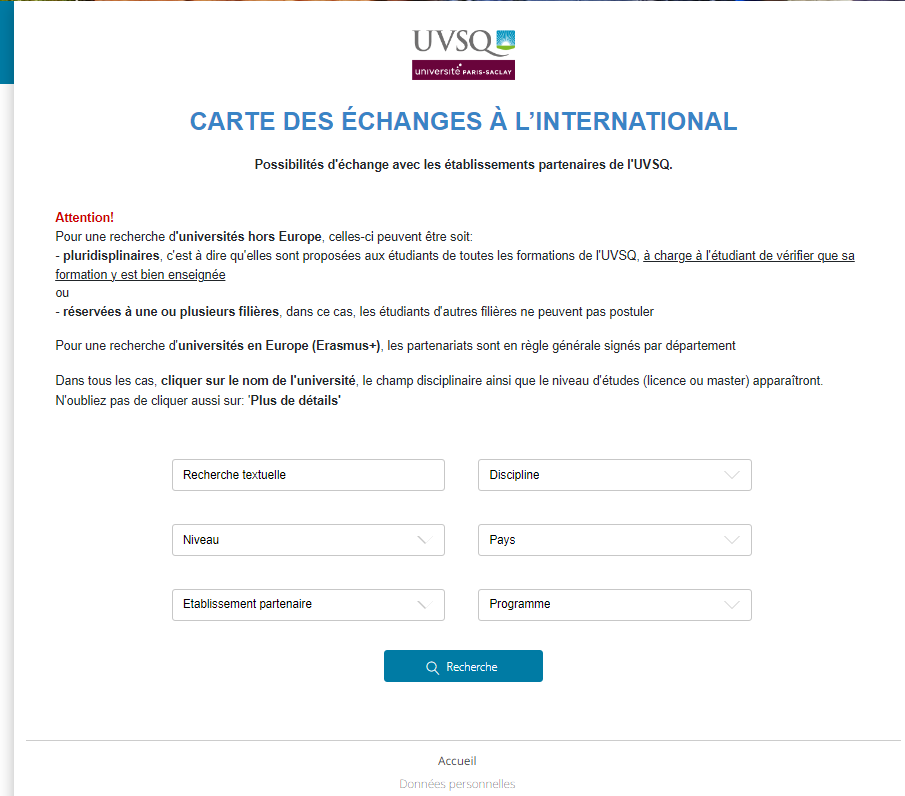 UVSQ
université PARIS-SACLAY
CARTE DES ÉCHANGES À L'INTERNATIONAL
Possibilités d'échange avec les établissements partenaires de l'UVSQ.
Attention!
Pour une recherche d'universités hors Europe, celles-ci peuvent être soit:
- pluridisplinaires, c'est à dire qu'elles sont proposées aux étudiants de toutes les formations de l'UVSQ, à charge à l'étudiant de vérifier que sa
formation y est bien enseignée
ou
- réservées à une ou plusieurs filières, dans ce cas, les étudiants d'autres filières ne peuvent pas postuler
Pour une recherche d'universités en Europe (Erasmus+), les partenariats sont en règle générale signés par département
Dans tous les cas, cliquer sur le nom de l'université, le champ disciplinaire ainsi que le niveau d'études (licence ou master) apparaîtront.
N'oubliez pas de cliquer aussi sur: 'Plus de détails'
Recherche textuelle
Discipline
Niveau
Pays
Etablissement partenaire
Programme
Recherche
Accueil
Données personnelles